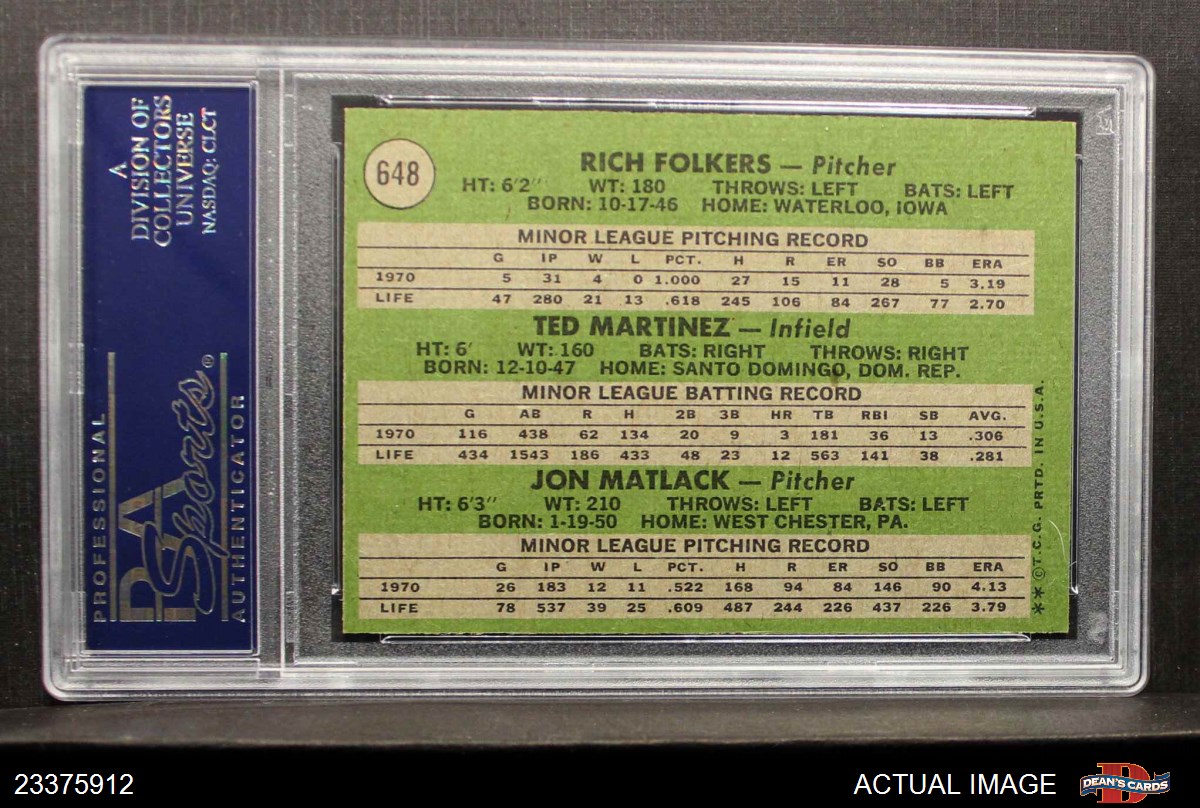 A
DIVISION OF
COLLECTORS
UNIVERSE
NASDAQ: CLCT
PROFESSIONAL
PSA
Sports®
AUTHENTICATOR
648
RICH FOLKERS — Pitcher
HT: 6'2" WT: 180 THROWS: LEFT BATS: LEFT
BORN: 10-17-46 HOME: WATERLOO, IOWA
MINOR LEAGUE PITCHING RECORD
G IP W L PCT. H R ER SO BB ERA
1970 5 31 4 0 1.000 27 15 11 28 5 3.19
LIFE 47 280 21 13 .618 245 106 84 267 77 2.70
TED MARTINEZ — Infield
HT: 6' WT: 160 BATS: RIGHT THROWS: RIGHT
BORN: 12-10-47 HOME: SANTO DOMINGO, DOM. REP.
MINOR LEAGUE BATTING RECORD
G AB R H 2B 3B HR TB RBI SB AVG.
1970 116 438 62 134 20 9 3 181 36 13 .306
LIFE 434 1543 186 433 48 23 12 563 141 38 .281
JON MATLACK — Pitcher
HT: 6'3" WT: 210 THROWS: LEFT BATS: LEFT
BORN: 1-19-50 HOME: WEST CHESTER, PA.
MINOR LEAGUE PITCHING RECORD
G IP W L PCT. H R ER SO BB ERA
1970 26 183 12 11 .522 168 94 84 146 90 4.13
LIFE 78 537 39 25 .609 487 244 226 437 226 3.79
** © T.C.G. PRTD. IN U.S.A.
23375912
ACTUAL IMAGE
DEAN'S CARDS